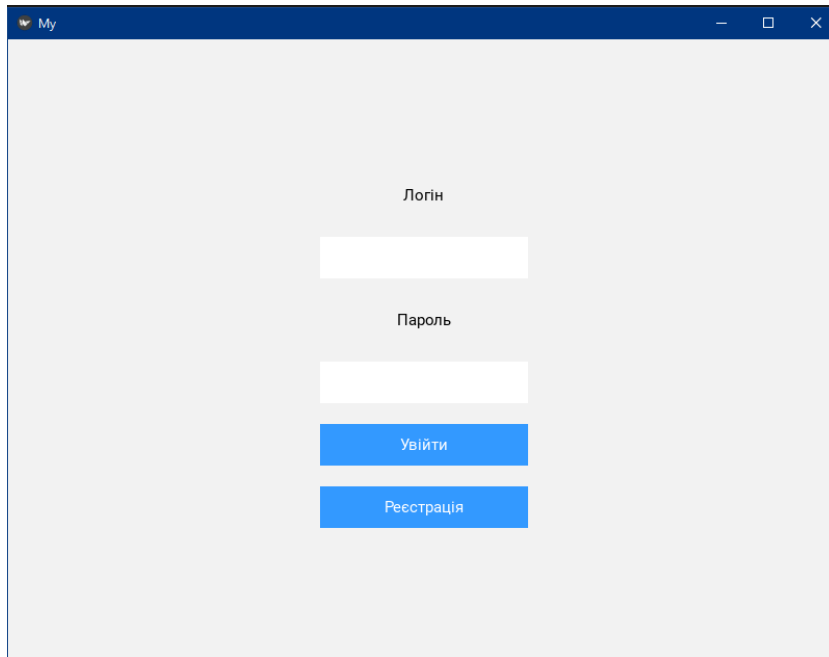 My
Логін
Пароль
Увійти
Реєстрація